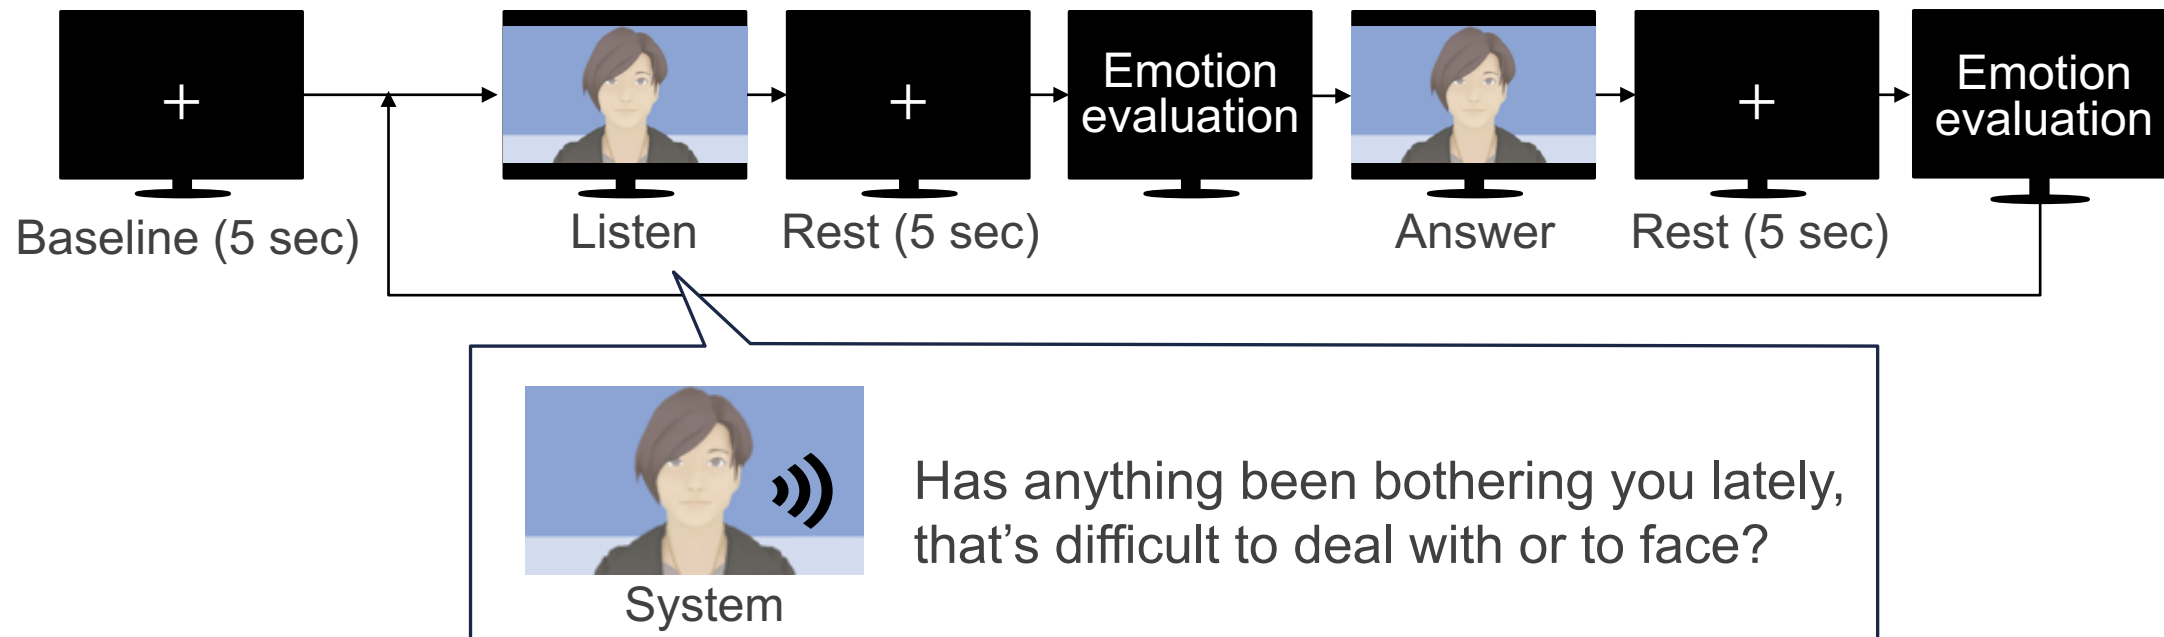 Emotion
evaluation
Emotion
evaluation
Baseline (5 sec)
Listen
Rest (5 sec)
Answer
Rest (5 sec)
Has anything been bothering you lately,
that’s difficult to deal with or to face?
System